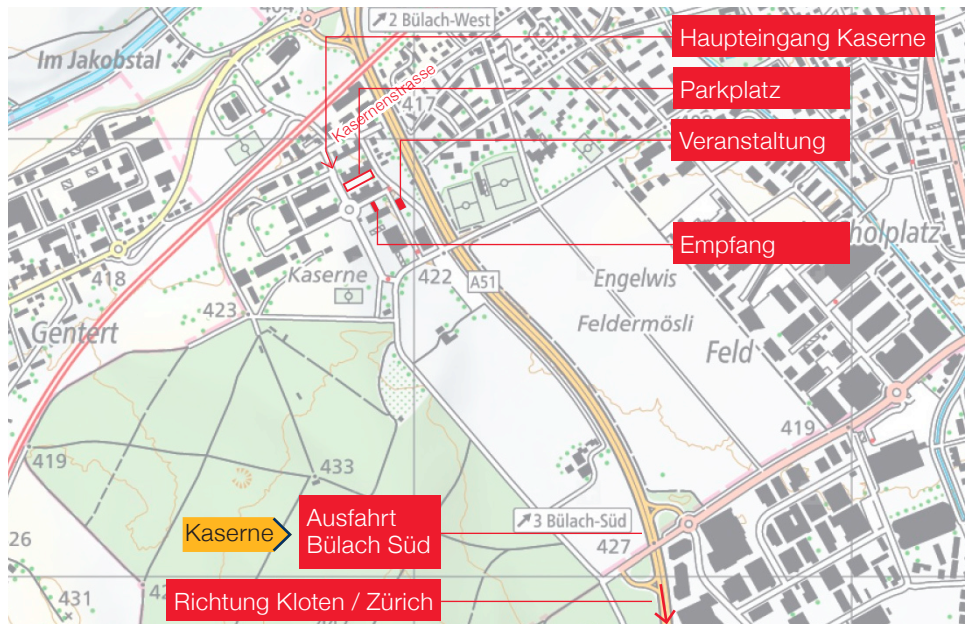 2 Bülach-West
Haupteingang Kaserne
Im Jakobstal
Kasernenstrasse
417
Parkplatz
Veranstaltung
Empfang
418
Kaserne
422
A51
Engelwis
423
Gentert
Feldermösli
Feld
419
419
433
Kaserne
Ausfahrt
Bülach Süd
3 Bülach-Süd
427
26
431
Richtung Kloten / Zürich